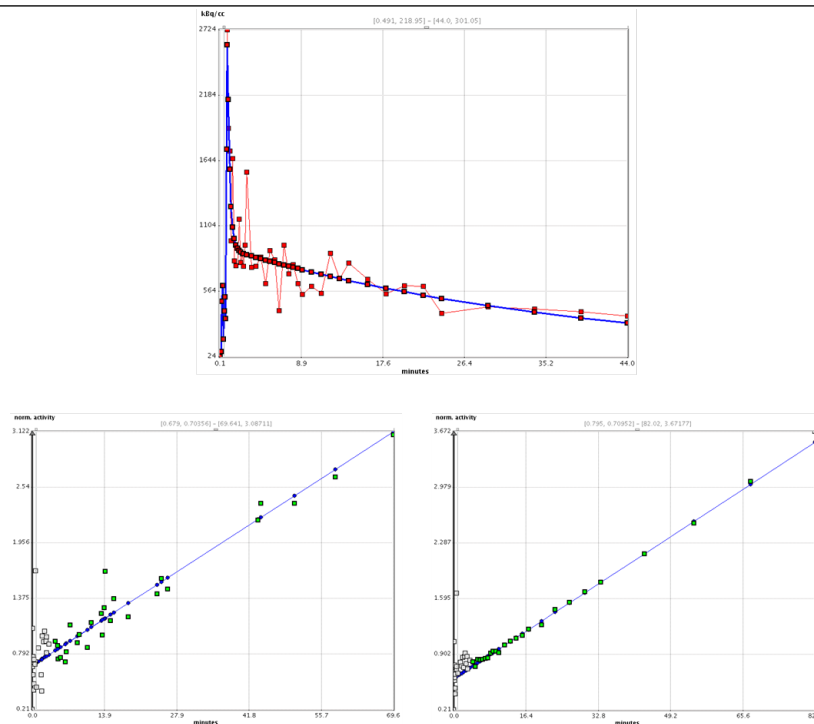 kBq/cc
[0.491, 218.95] - [44.0, 301.05]
2724
2184
1644
1104
564
24
0.1 8.9 17.6 26.4 35.2 44.0
minutes
norm. activity
[0.679, 0.70356] - [69.641, 3.08711]
3.122
2.54
1.956
1.375
0.792
0.21
0.0 13.9 27.9 41.8 55.7 69.6
minutes
norm. activity
[0.795, 0.70952] - [82.02, 3.67177]
3.672
2.979
2.287
1.595
0.902
0.21
0.0 16.4 32.8 49.2 65.6
minutes